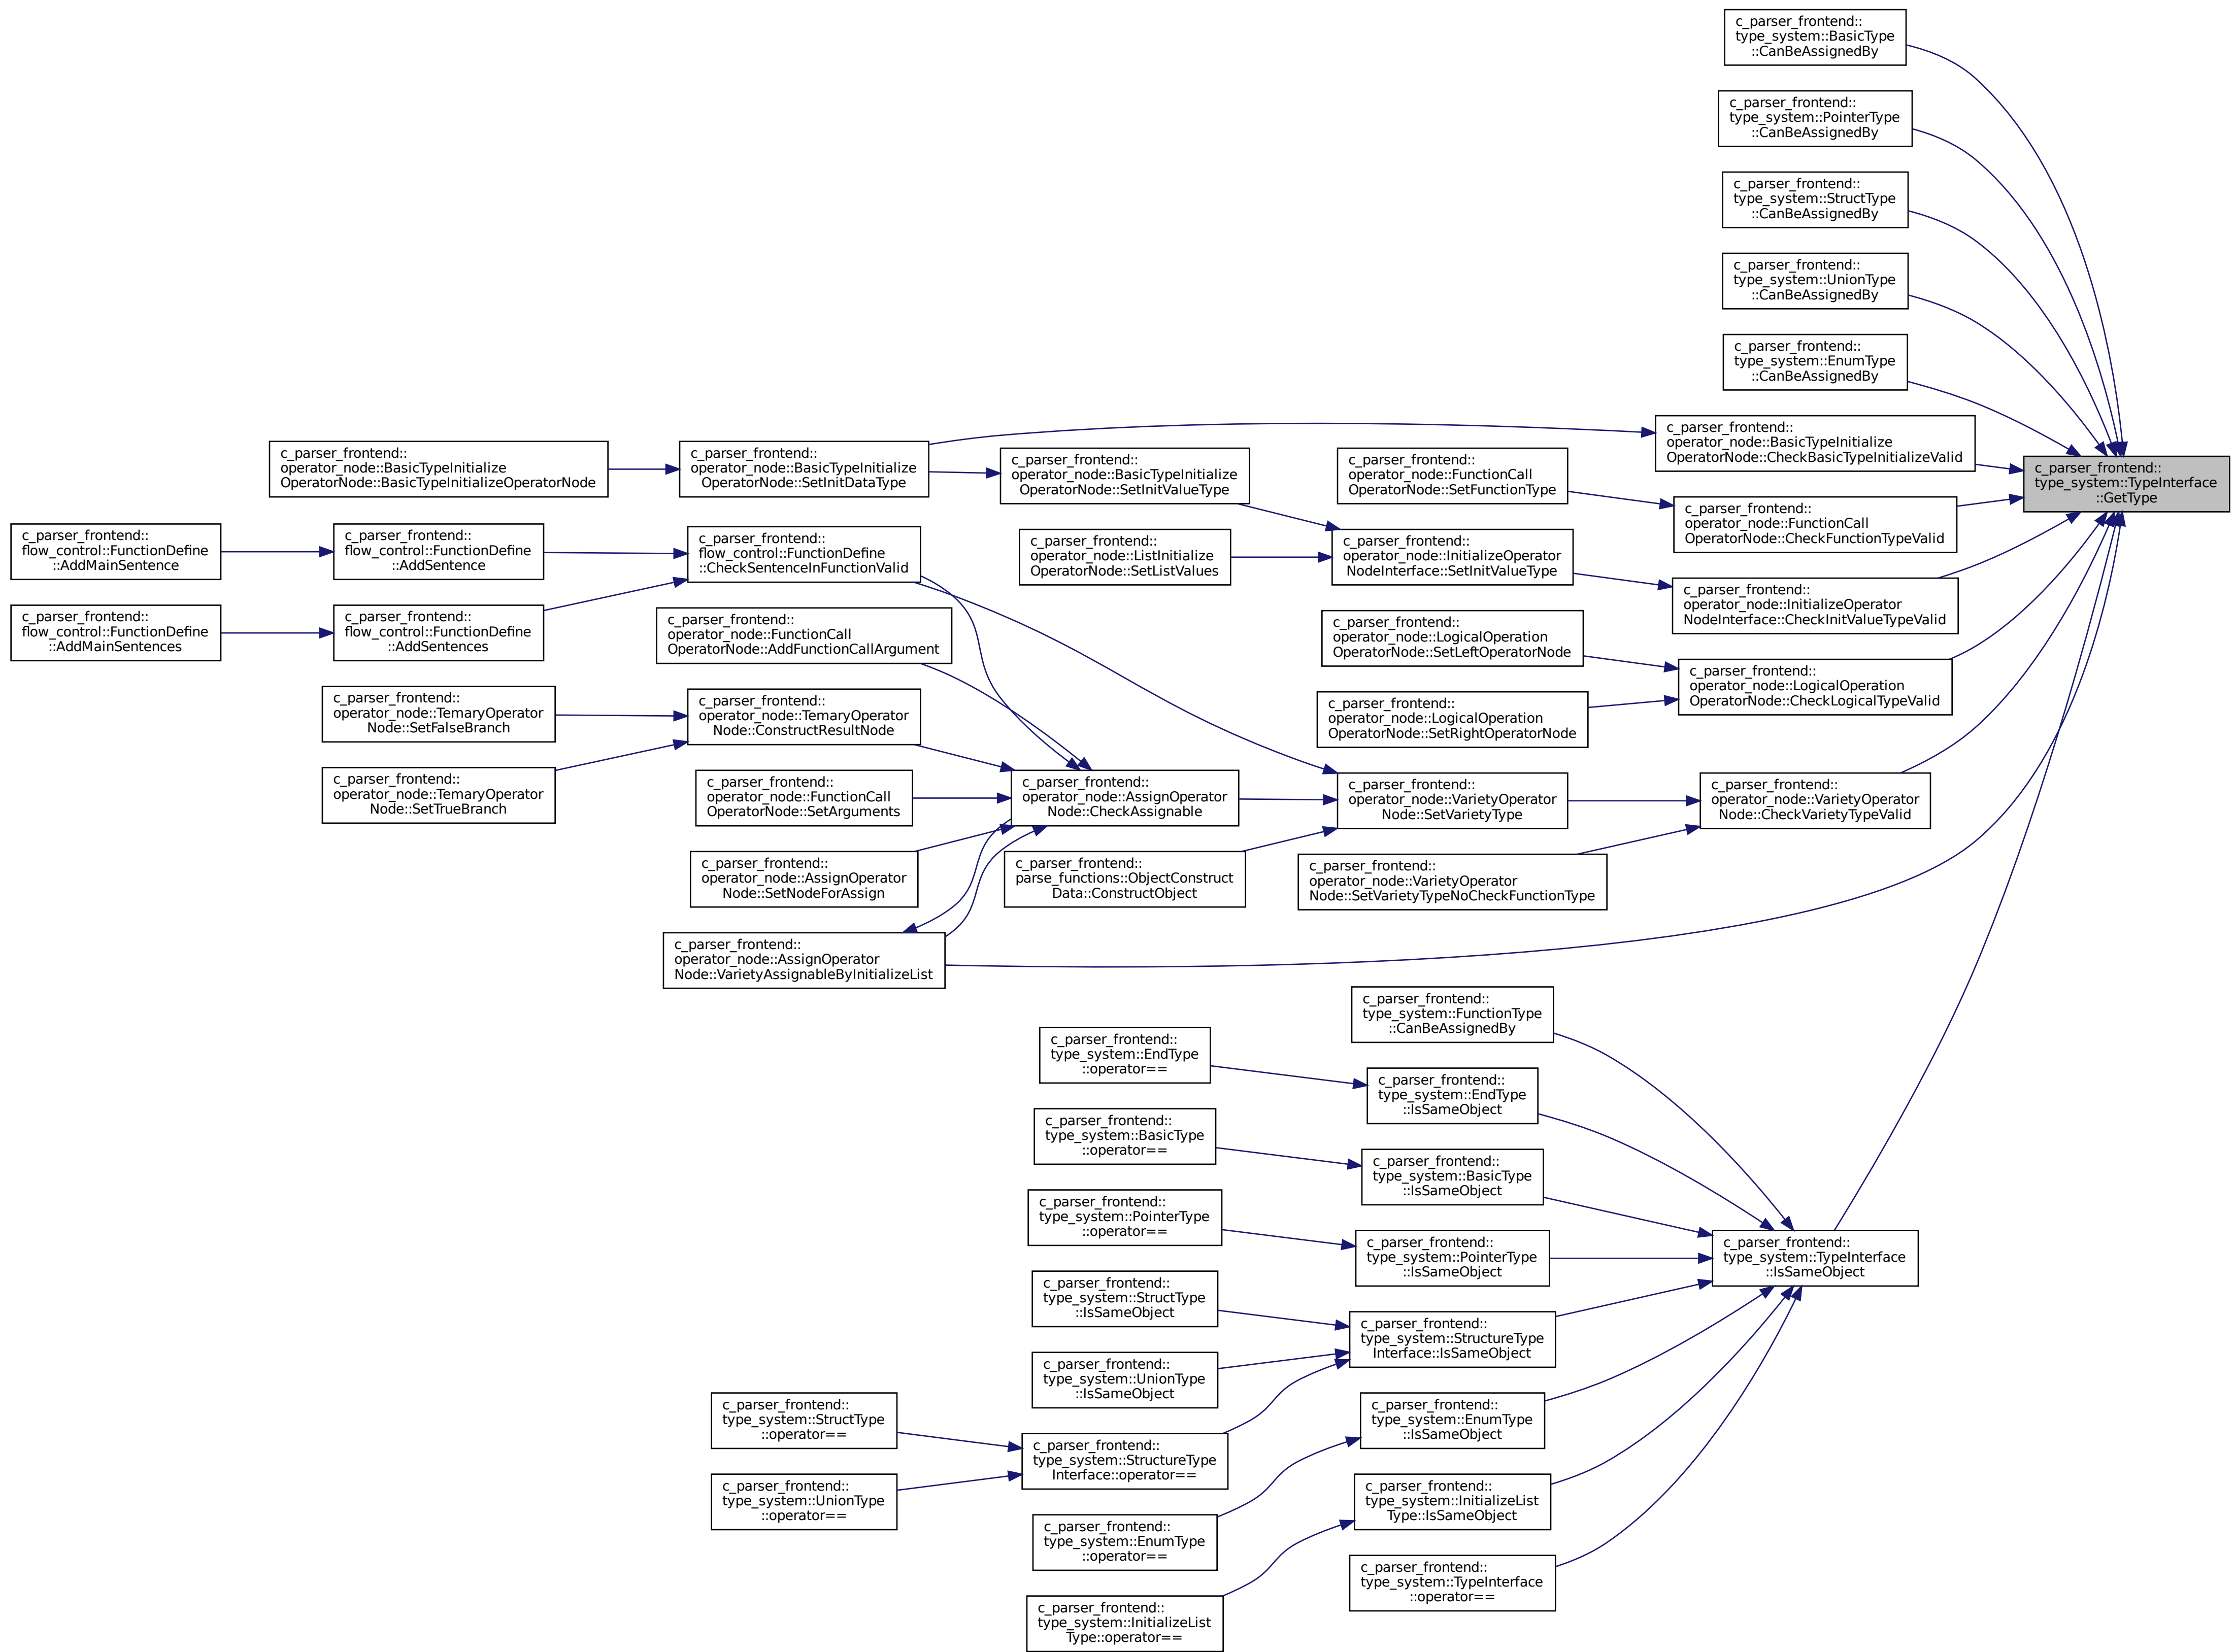 c_parser_frontend::
type_system::BasicType
::CanBeAssignedBy
c_parser_frontend::
type_system::PointerType
::CanBeAssignedBy
c_parser_frontend::
type_system::StructType
::CanBeAssignedBy
c_parser_frontend::
type_system::UnionType
::CanBeAssignedBy
c_parser_frontend::
type_system::EnumType
::CanBeAssignedBy
c_parser_frontend::
operator_node::BasicTypeInitialize
OperatorNode::CheckBasicTypeInitializeValid
c_parser_frontend::
type_system::TypeInterface
::GetType
c_parser_frontend::
operator_node::BasicTypeInitialize
OperatorNode::BasicTypeInitializeOperatorNode
c_parser_frontend::
operator_node::BasicTypeInitialize
OperatorNode::SetInitDataType
c_parser_frontend::
operator_node::BasicTypeInitialize
OperatorNode::SetInitValueType
c_parser_frontend::
operator_node::FunctionCall
OperatorNode::SetFunctionType
c_parser_frontend::
operator_node::FunctionCall
OperatorNode::CheckFunctionTypeValid
c_parser_frontend::
flow_control::FunctionDefine
::AddMainSentence
c_parser_frontend::
flow_control::FunctionDefine
::AddSentence
c_parser_frontend::
flow_control::FunctionDefine
::CheckSentenceInFunctionValid
c_parser_frontend::
operator_node::ListInitialize
OperatorNode::SetListValues
c_parser_frontend::
operator_node::InitializeOperator
NodeInterface::SetInitValueType
c_parser_frontend::
operator_node::InitializeOperator
NodeInterface::CheckInitValueTypeValid
c_parser_frontend::
flow_control::FunctionDefine
::AddMainSentences
c_parser_frontend::
flow_control::FunctionDefine
::AddSentences
c_parser_frontend::
operator_node::FunctionCall
OperatorNode::AddFunctionCallArgument
c_parser_frontend::
operator_node::LogicalOperation
OperatorNode::SetLeftOperatorNode
c_parser_frontend::
operator_node::LogicalOperation
OperatorNode::CheckLogicalTypeValid
c_parser_frontend::
operator_node::TemaryOperator
Node::SetFalseBranch
c_parser_frontend::
operator_node::TemaryOperator
Node::ConstructResultNode
c_parser_frontend::
operator_node::LogicalOperation
OperatorNode::SetRightOperatorNode
c_parser_frontend::
operator_node::TemaryOperator
Node::SetTrueBranch
c_parser_frontend::
operator_node::FunctionCall
OperatorNode::SetArguments
c_parser_frontend::
operator_node::AssignOperator
Node::CheckAssignable
c_parser_frontend::
operator_node::VarietyOperator
Node::SetVarietyType
c_parser_frontend::
operator_node::VarietyOperator
Node::CheckVarietyTypeValid
c_parser_frontend::
operator_node::AssignOperator
Node::SetNodeForAssign
c_parser_frontend::
parse_functions::ObjectConstruct
Data::ConstructObject
c_parser_frontend::
operator_node::VarietyOperator
Node::SetVarietyTypeNoCheckFunctionType
c_parser_frontend::
operator_node::AssignOperator
Node::VarietyAssignableByInitializeList
c_parser_frontend::
type_system::FunctionType
::CanBeAssignedBy
c_parser_frontend::
type_system::EndType
::operator==
c_parser_frontend::
type_system::EndType
::IsSameObject
c_parser_frontend::
type_system::BasicType
::operator==
c_parser_frontend::
type_system::BasicType
::IsSameObject
c_parser_frontend::
type_system::PointerType
::operator==
c_parser_frontend::
type_system::PointerType
::IsSameObject
c_parser_frontend::
type_system::TypeInterface
::IsSameObject
c_parser_frontend::
type_system::StructType
::IsSameObject
c_parser_frontend::
type_system::StructureType
Interface::IsSameObject
c_parser_frontend::
type_system::UnionType
::IsSameObject
c_parser_frontend::
type_system::StructType
::operator==
c_parser_frontend::
type_system::EnumType
::IsSameObject
c_parser_frontend::
type_system::StructureType
Interface::operator==
c_parser_frontend::
type_system::UnionType
::operator==
c_parser_frontend::
type_system::InitializeList
Type::IsSameObject
c_parser_frontend::
type_system::EnumType
::operator==
c_parser_frontend::
type_system::TypeInterface
::operator==
c_parser_frontend::
type_system::InitializeList
Type::operator==